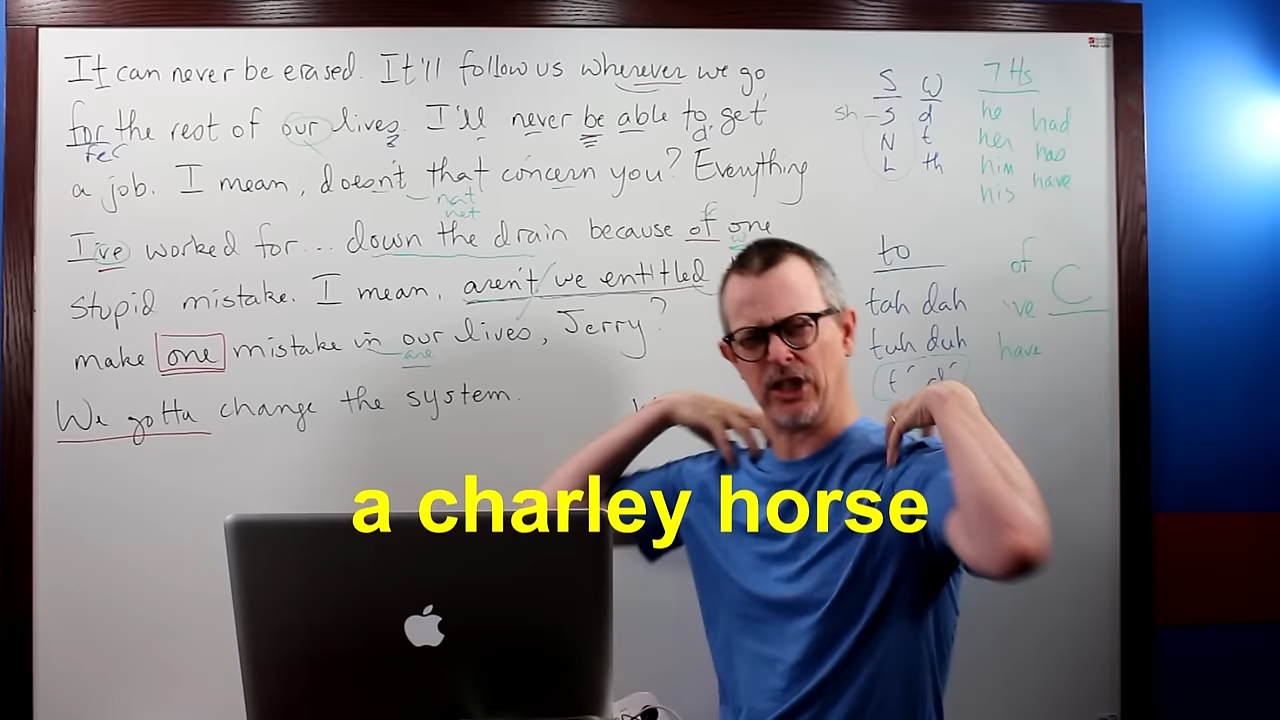 It can never be erased. It'll follow us wherever we go,
for the rest of our lives. I'll never be able to get
fer z d'
a job. I mean, doesn't that concern you? Everything
nat
net
I've worked for... down the drain because of one
stupid mistake. I mean, aren't we entitled
make one mistake in our lives, Jerry?
are
We gotta change the system.
S W
sh - S d
N t
L th
7 Hs
he
her
him
his
had
has
have
to
tah dah
tuh duh
t' d'
of
've
have
C
a charley horse